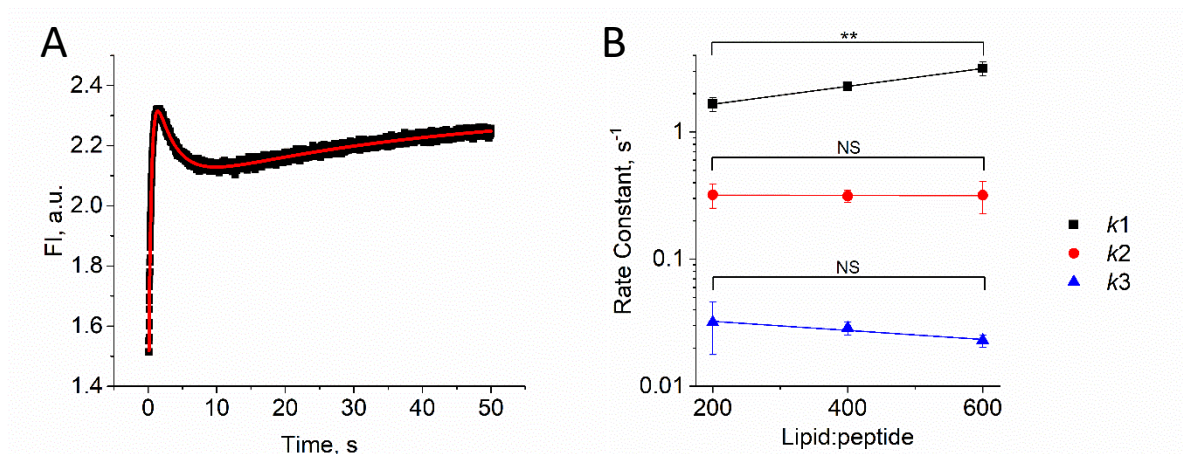 A
FI, a.u.
2.4
2.2
2.0
1.8
1.6
1.4
0
10
20
30
40
50
Time, s
B
**
NS
NS
Rate Constant, s-1
1
0.1
0.01
200
400
600
Lipid:peptide
k1
k2
k3